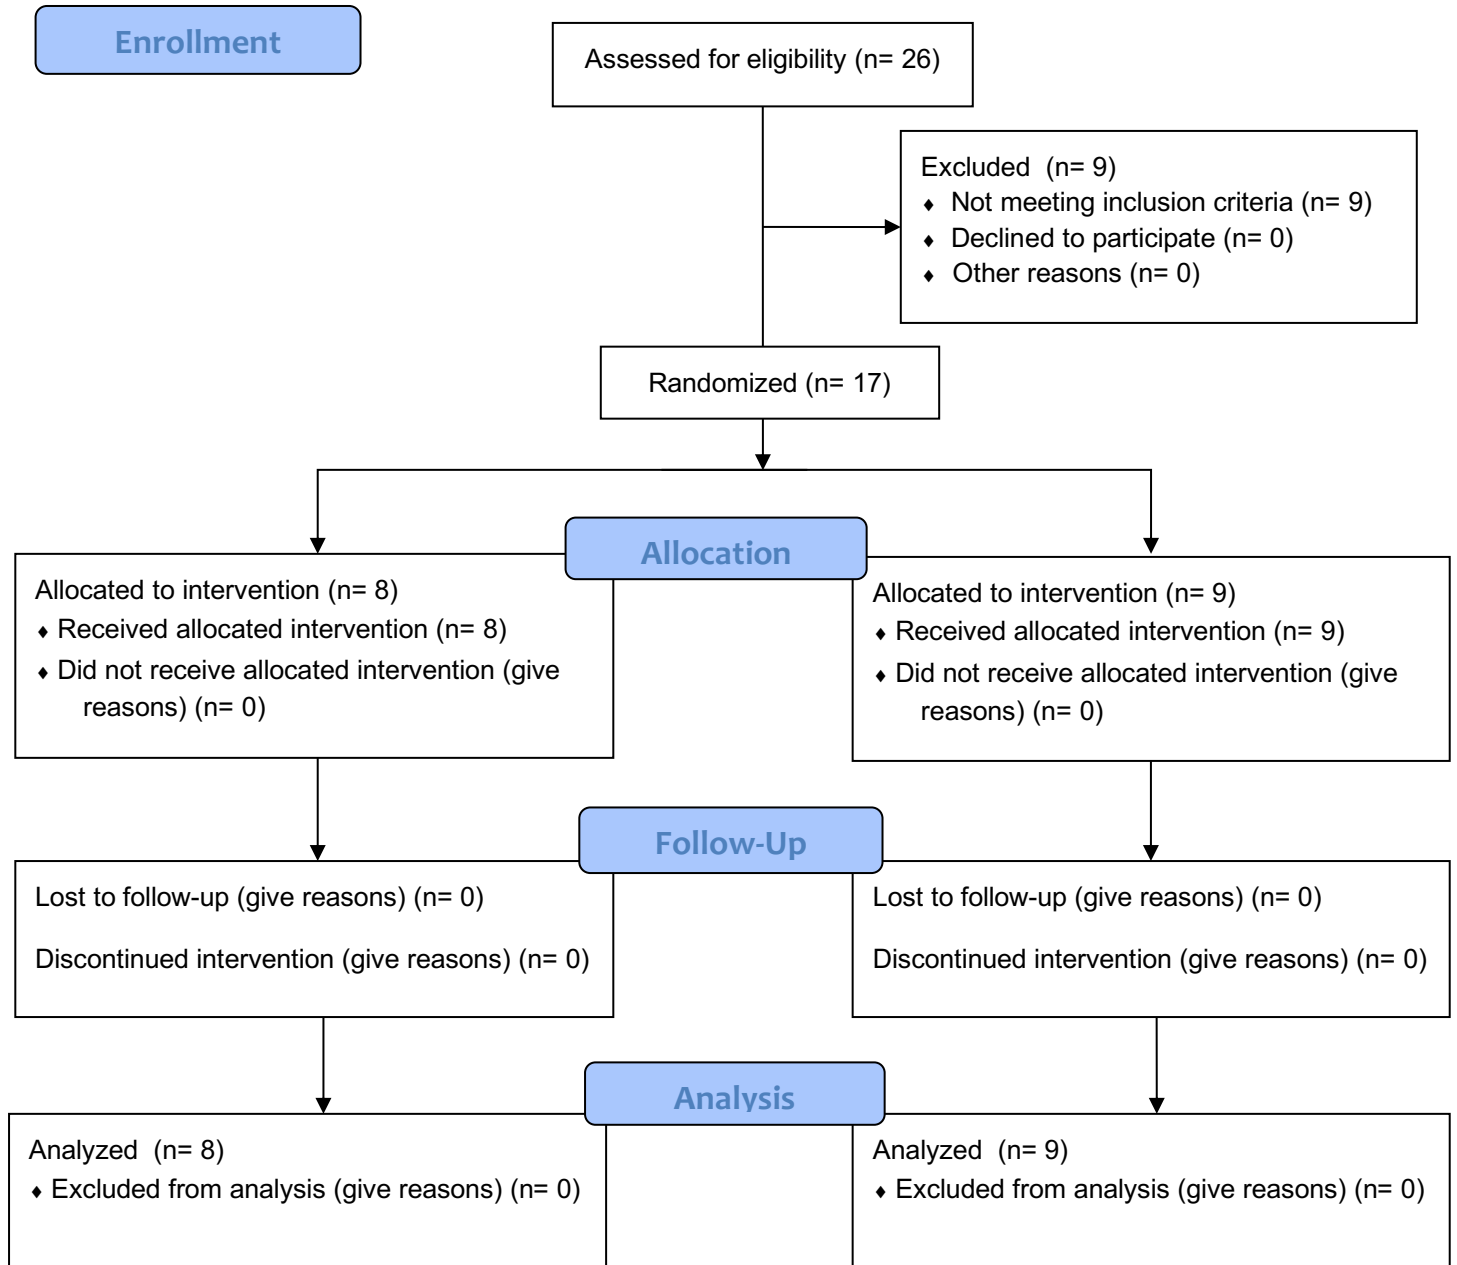 Enrollment
Assessed for eligibility (n= 26)
Excluded (n= 9)
♦ Not meeting inclusion criteria (n= 9)
♦ Declined to participate (n= 0)
♦ Other reasons (n= 0)
Randomized (n= 17)
Allocation
Allocated to intervention (n= 8)
♦ Received allocated intervention (n= 8)
♦ Did not receive allocated intervention (give
reasons) (n= 0)
Allocated to intervention (n= 9)
♦ Received allocated intervention (n= 9)
♦ Did not receive allocated intervention (give
reasons) (n= 0)
Follow-Up
Lost to follow-up (give reasons) (n= 0)
Discontinued intervention (give reasons) (n= 0)
Lost to follow-up (give reasons) (n= 0)
Discontinued intervention (give reasons) (n= 0)
Analysis
Analyzed (n= 8)
♦ Excluded from analysis (give reasons) (n= 0)
Analyzed (n= 9)
♦ Excluded from analysis (give reasons) (n= 0)